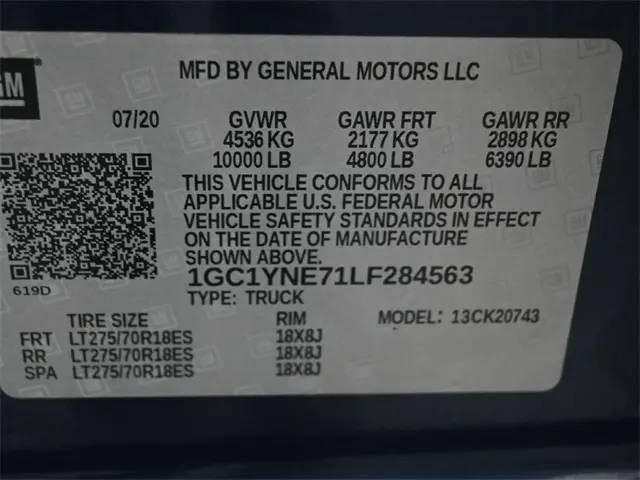 GM
MFD BY GENERAL MOTORS LLC
07/20 GVWR GAWR FRT GAWR RR
4536 KG 2177 KG 2898 KG
10000 LB 4800 LB 6390 LB
THIS VEHICLE CONFORMS TO ALL
APPLICABLE U.S. FEDERAL MOTOR
VEHICLE SAFETY STANDARDS IN EFFECT
ON THE DATE OF MANUFACTURE
SHOWN ABOVE.
619D
1GC1YNE71LF284563
TYPE: TRUCK
TIRE SIZE RIM MODEL: 13CK20743
FRT LT275/70R18ES 18X8J
RR LT275/70R18ES 18X8J
SPA LT275/70R18ES 18X8J